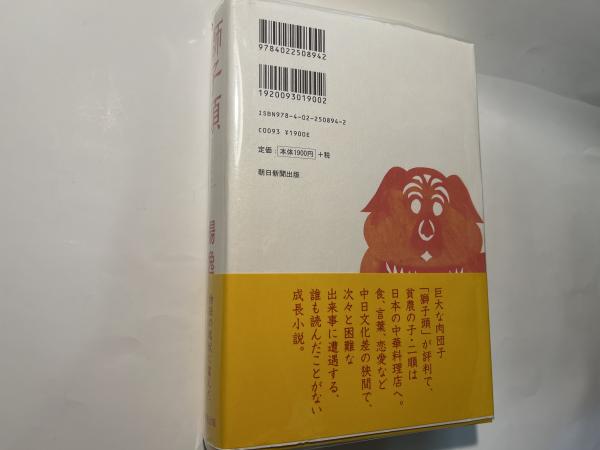 獅子頭
楊逸
9784022508942
1920093019002
ISBN978-4-02-250894-2
C0093 ¥1900E
定価:本体1900円+税
朝日新聞出版
巨大な肉団子
「獅子頭」が評判で、
貧農の子・二順は
日本の中華料理店へ。
食、言葉、恋愛など
中日文化差の狭間で、
次々と困難な
出来事に遭遇する、
誰も読んだことがない
成長小説。